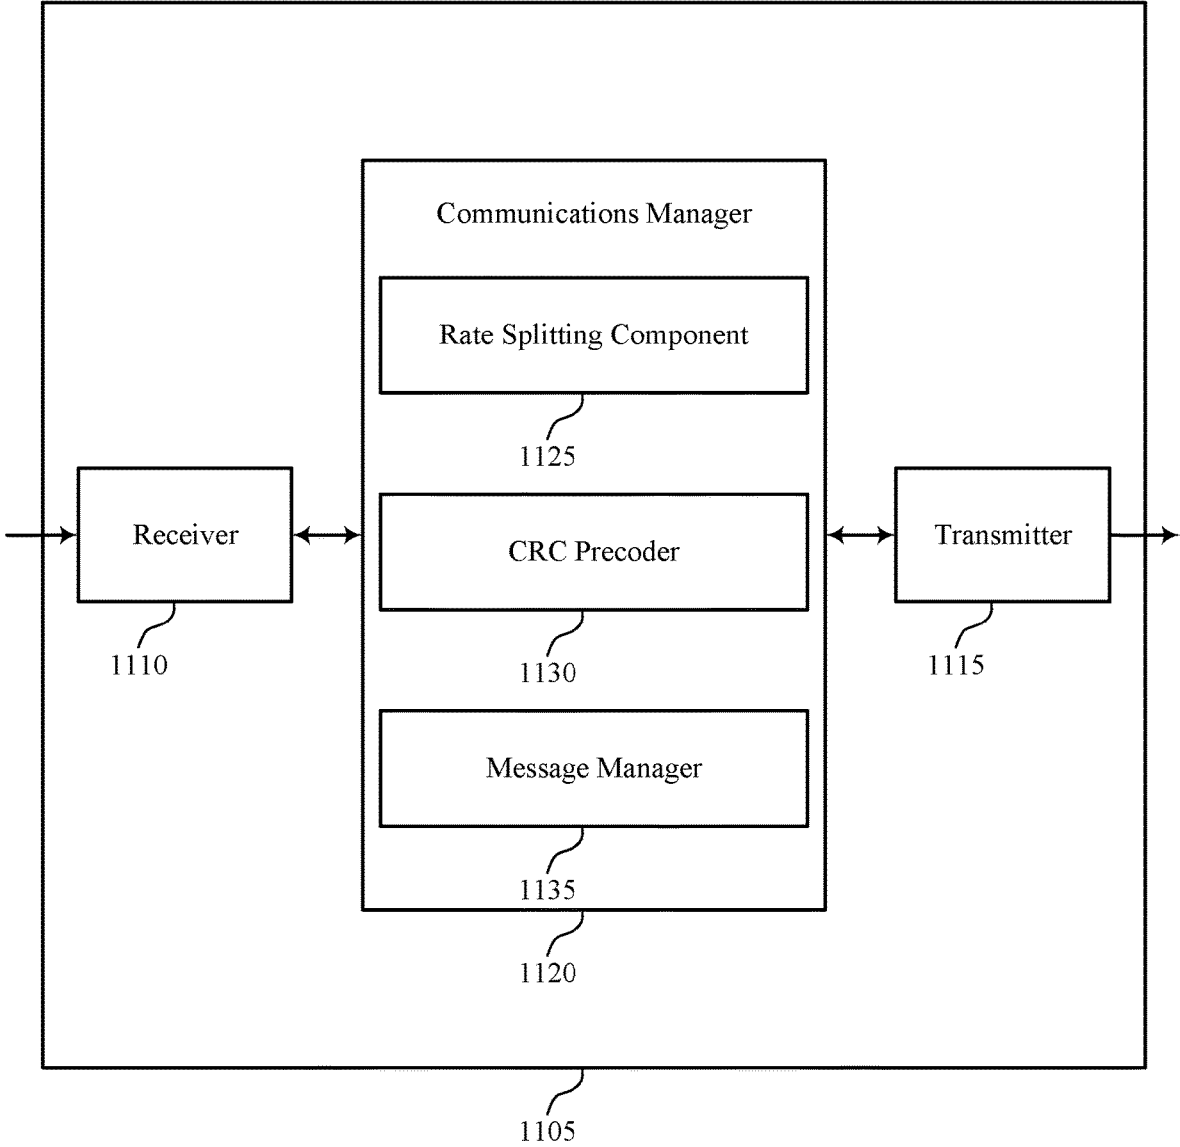 Communications Manager
Rate Splitting Component
1125
Receiver
CRC Precoder
Transmitter
1110
1130
1115
Message Manager
1135
1120
1105